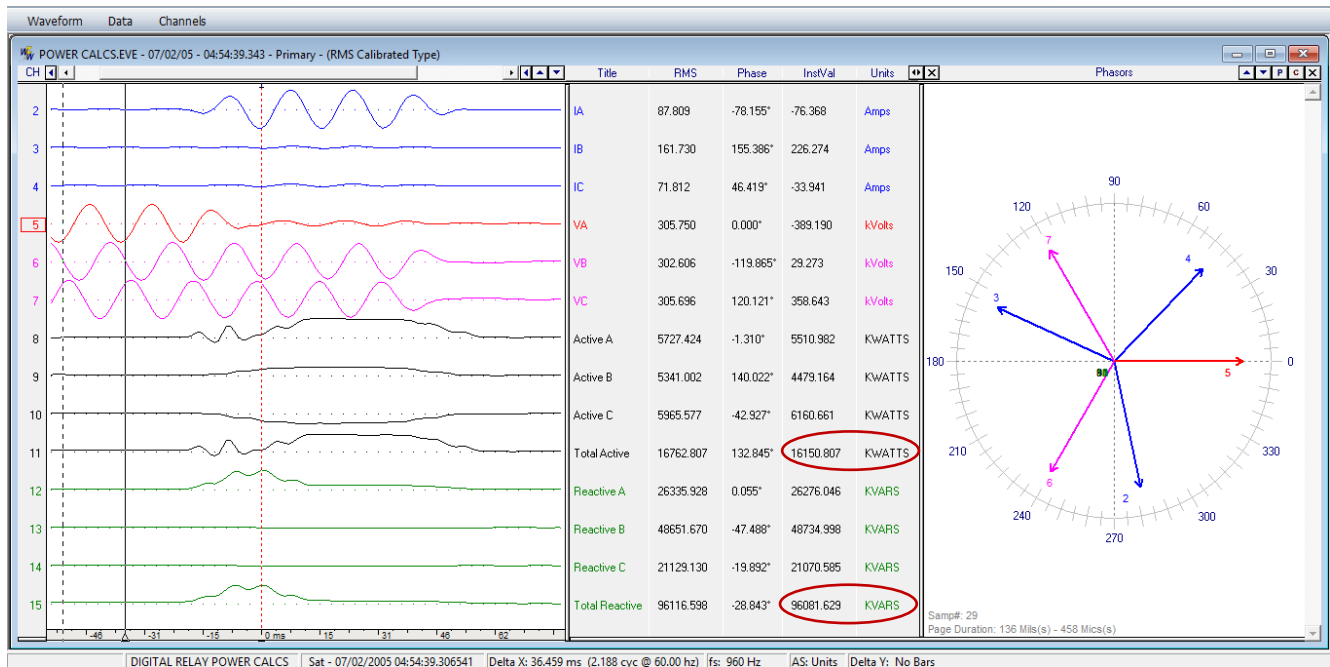 Waveform Data Channels
POWER CALCS.EVE - 07/02/05 - 04:54:39.343 - Primary - (RMS Calibrated Type)
CH Title RMS Phase InstVal Units Phasors P C X
2 IA 87.809 -78.155° -76.368 Amps
3 IB 161.730 155.386° 226.274 Amps
4 IC 71.812 46.419° -33.941 Amps
5 VA 305.750 0.000° -389.190 kVolts
6 VB 302.606 -119.865° 29.273 kVolts
7 VC 305.696 120.121° 358.643 kVolts
8 Active A 5727.424 -1.310° 5510.982 KWATTS
9 Active B 5341.002 140.022° 4479.164 KWATTS
10 Active C 5965.577 -42.927° 6160.661 KWATTS
11 Total Active 16762.807 132.845° 16150.807 KWATTS
12 Reactive A 26335.928 0.055° 26276.046 KVARS
13 Reactive B 48651.670 -47.488° 48734.998 KVARS
14 Reactive C 21129.130 -19.892° 21070.585 KVARS
15 Total Reactive 96116.598 -28.843° 96081.629 KVARS
-46 -31 -15 0 ms 15 31 46 62
90
120 60
7 4
150 30
3
180 5 0
210 330
6 2
240 300
270
Samp#: 29
Page Duration: 136 Mils(s) - 458 Mics(s)
DIGITAL RELAY POWER CALCS Sat - 07/02/2005 04:54:39.306541 Delta X: 36.459 ms (2.188 cyc @ 60.00 hz) fs: 960 Hz AS: Units Delta Y: No Bars